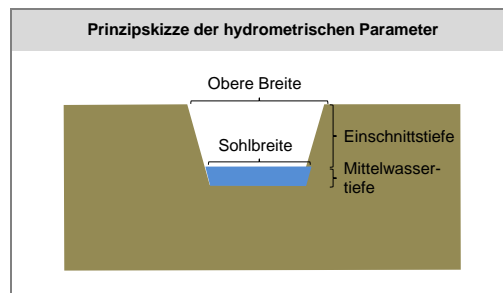 Prinzipskizze der hydrometrischen Parameter
Obere Breite
Sohlbreite
Einschnittstiefe
Mittelwasser-
tiefe